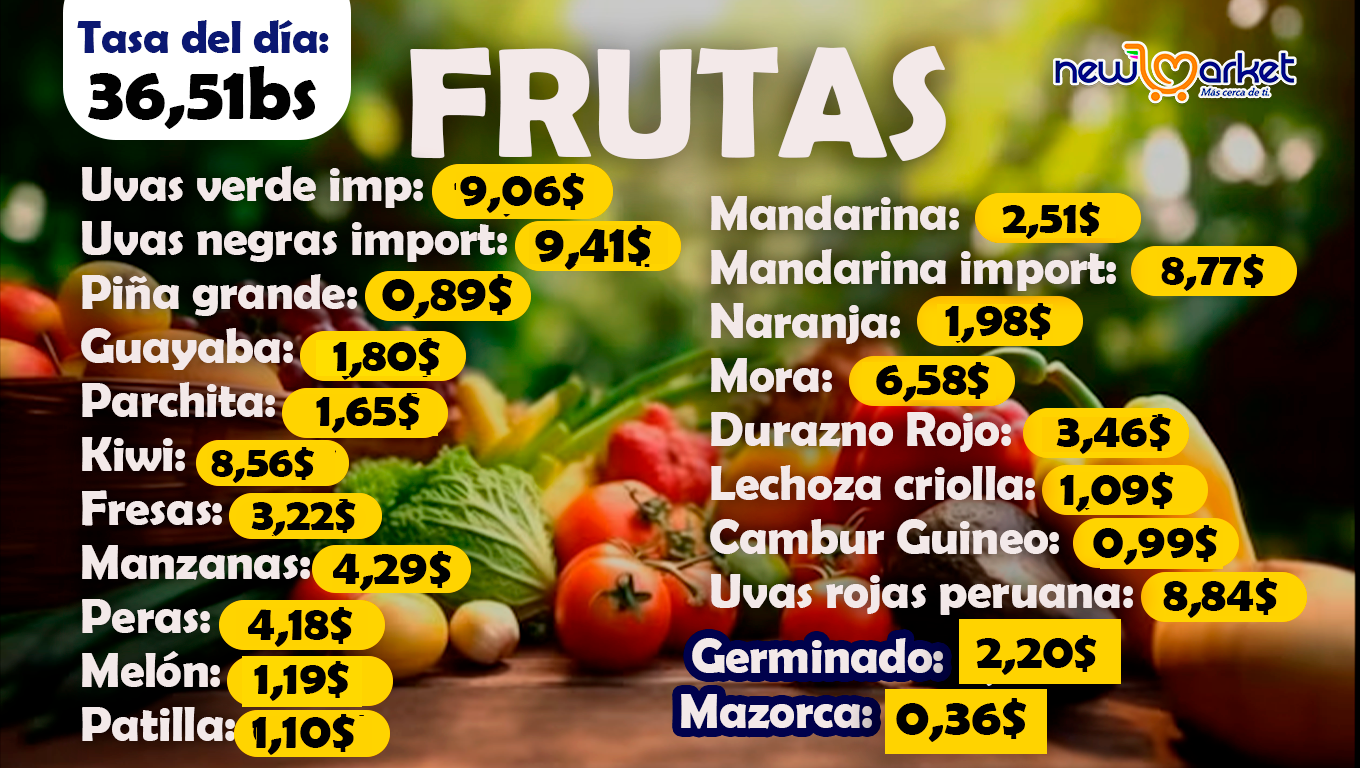 Tasa del día:
36,51bs
FRUTAS
new market
Más cerca de ti.
Uvas verde imp: 9,06$
Uvas negras import: 9,41$
Piña grande: 0,89$
Guayaba: 1,80$
Parchita: 1,65$
Kiwi: 8,56$
Fresas: 3,22$
Manzanas: 4,29$
Peras: 4,18$
Melón: 1,19$
Patilla: 1,10$
Mandarina: 2,51$
Mandarina import: 8,77$
Naranja: 1,98$
Mora: 6,58$
Durazno Rojo: 3,46$
Lechoza criolla: 1,09$
Cambur Guineo: 0,99$
Uvas rojas peruana: 8,84$
Germinado: 2,20$
Mazorca: 0,36$